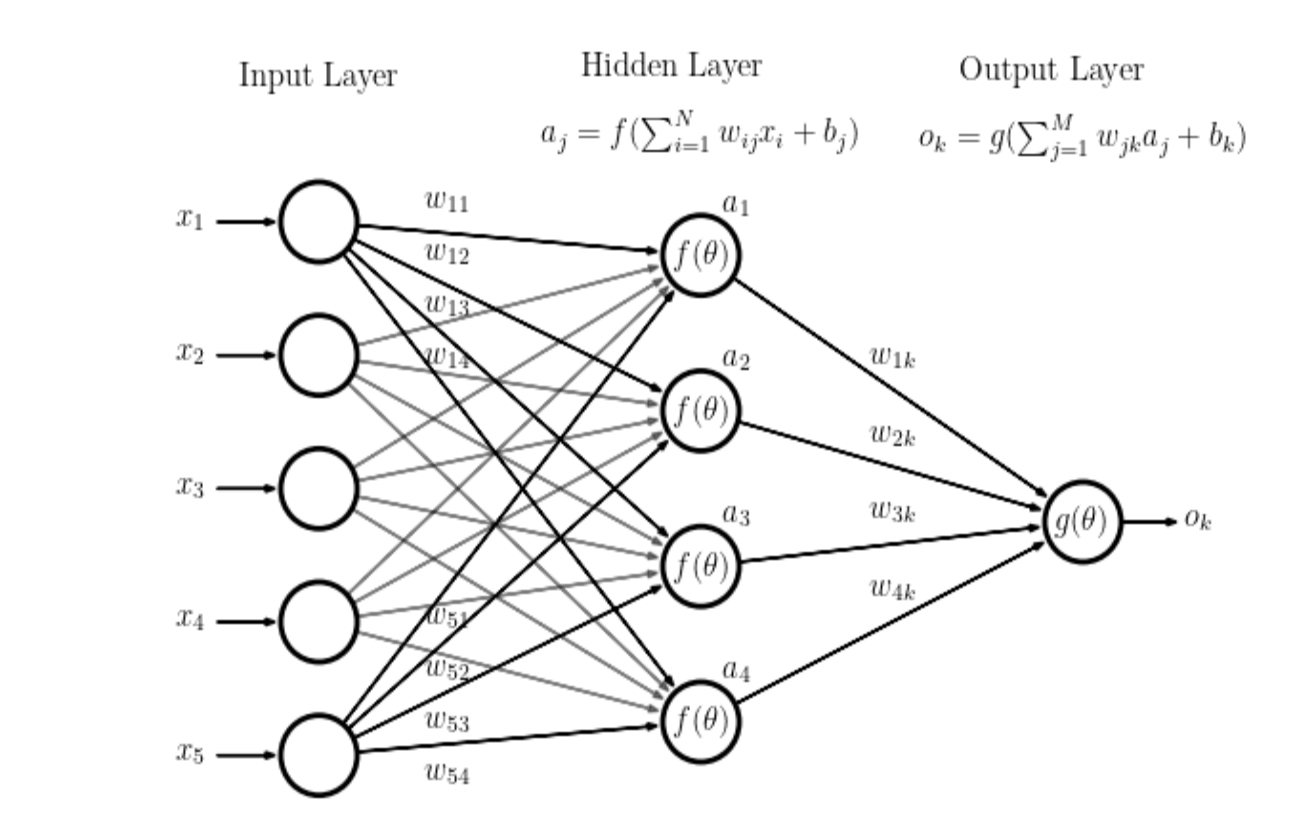 Input Layer
Hidden Layer
Output Layer
a_j = f(∑_{i=1}^{N} w_{ij}x_i + b_j)
o_k = g(∑_{j=1}^{M} w_{jk}a_j + b_k)
x_1
x_2
x_3
x_4
x_5
w_{11}
w_{12}
w_{13}
w_{14}
w_{51}
w_{52}
w_{53}
w_{54}
a_1
f(θ)
a_2
f(θ)
a_3
f(θ)
a_4
f(θ)
w_{1k}
w_{2k}
w_{3k}
w_{4k}
g(θ)
o_k